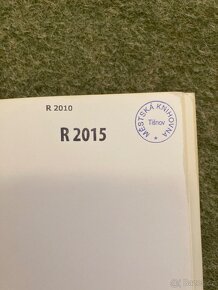 R 2010
R 2015
MĚSTSKÁ KNIHOVNA
Tišnov
*